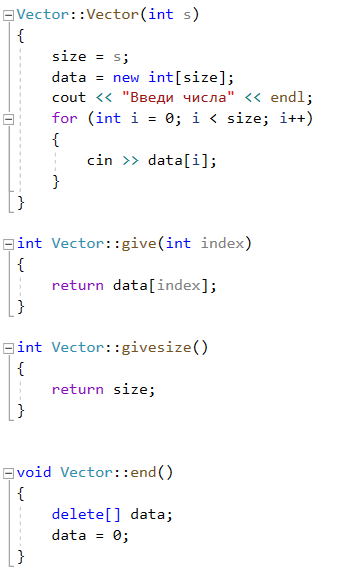 Vector::Vector(int s)
{
    size = s;
    data = new int[size];
    cout << "Введи числа" << endl;
    for (int i = 0; i < size; i++)
    {
        cin >> data[i];
    }
}

int Vector::give(int index)
{
    return data[index];
}

int Vector::givesize()
{
    return size;
}


void Vector::end()
{
    delete[] data;
    data = 0;
}